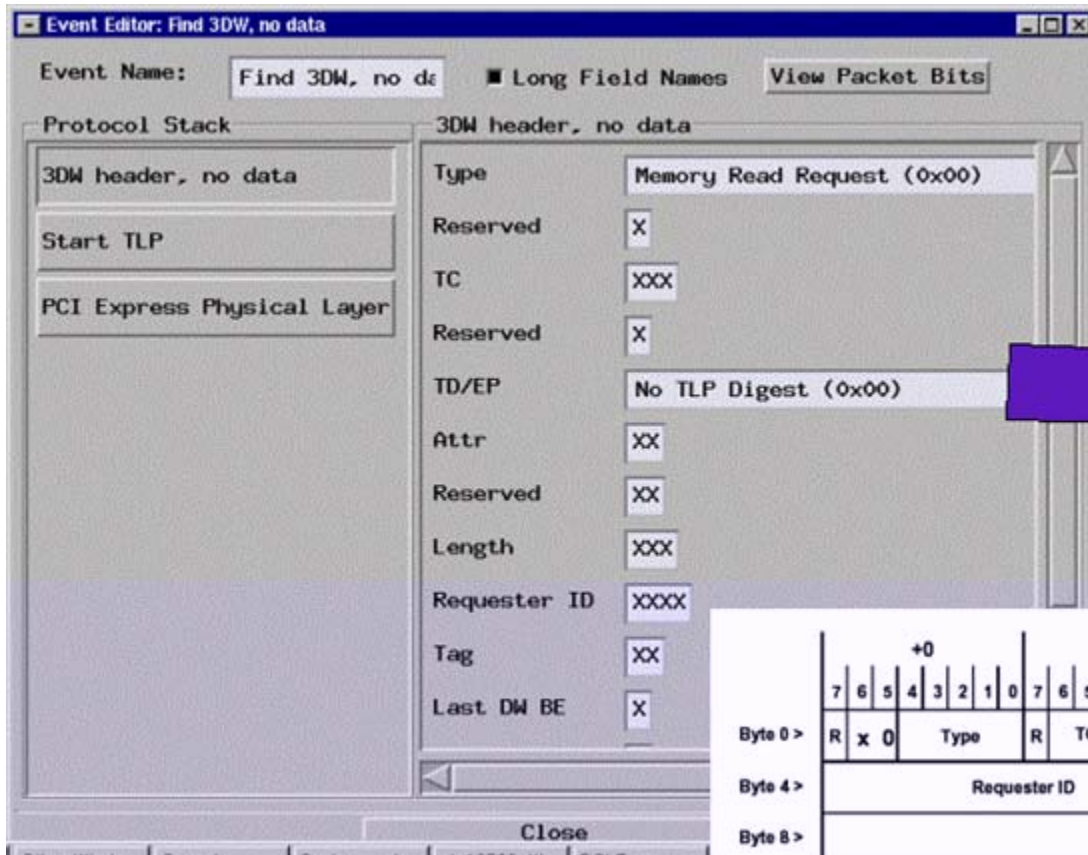 Event Editor: Find 3DW, no data
Event Name: Find 3DW, no da Long Field Names View Packet Bits
Protocol Stack
3DW header, no data
Start TLP
PCI Express Physical Layer
3DW header, no data
Type Memory Read Request (0x00)
Reserved X
TC XXX
Reserved X
TD/EP No TLP Digest (0x00)
Attr XX
Reserved XX
Length XXX
Requester ID XXXX
Tag XX
Last DW BE X
Close
+0
7 6 5 4 3 2 1 0 7 6
Byte 0 > R x 0 Type R
Byte 4 > Requester ID
Byte 8 >